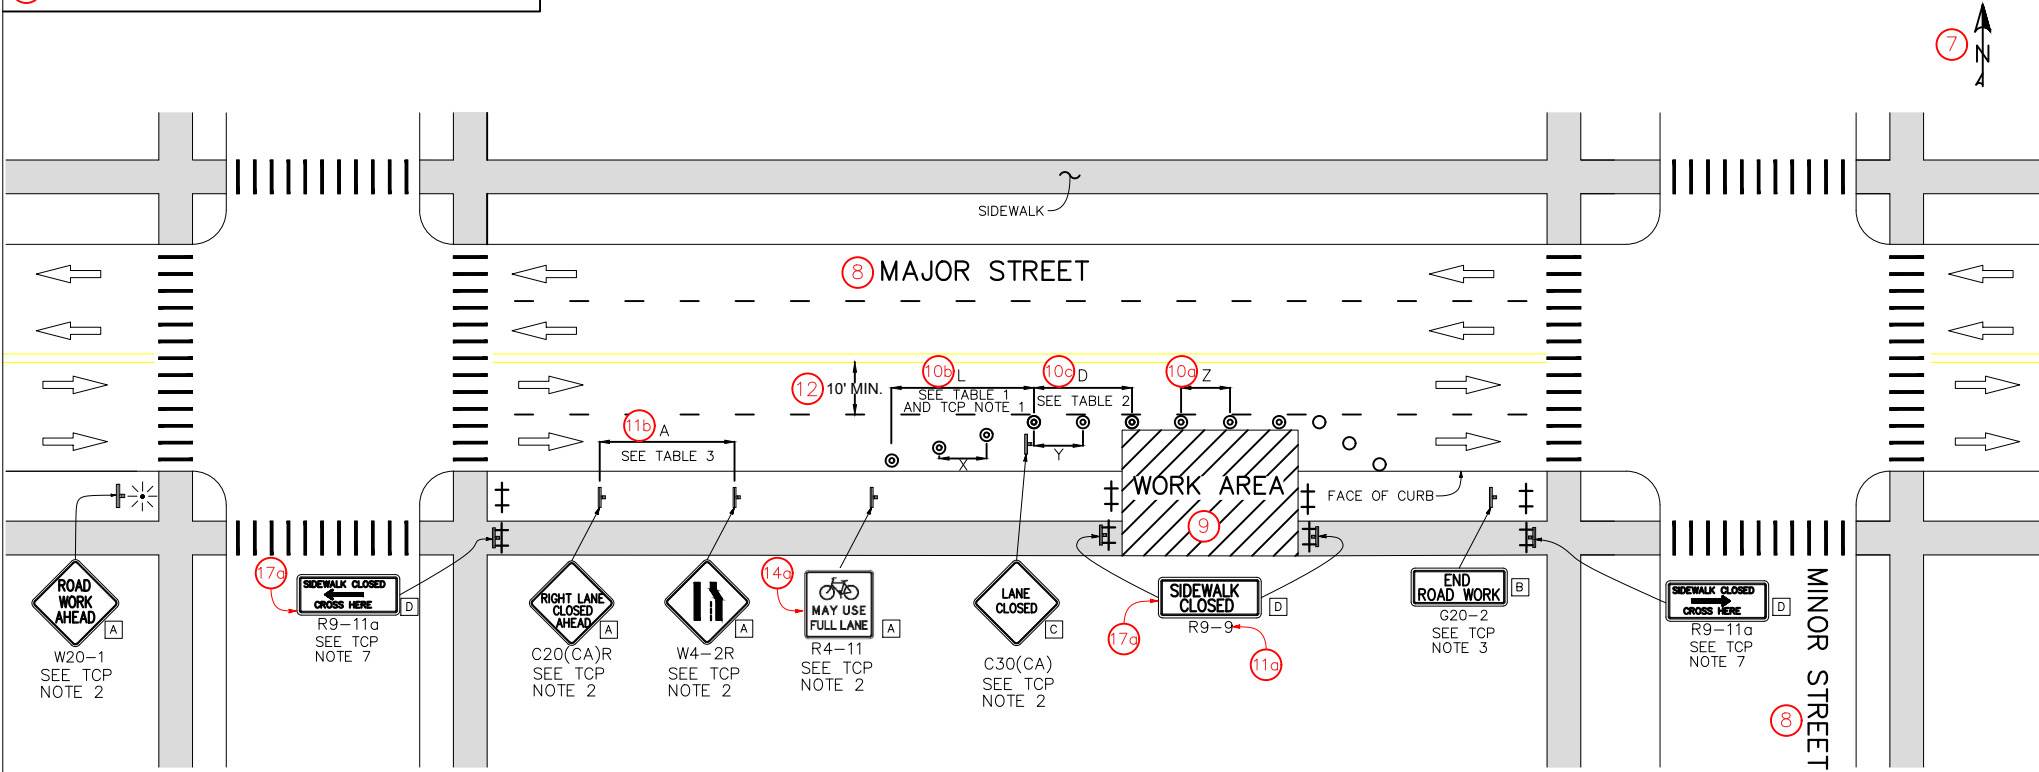 7
N
SIDEWALK
8 MAJOR STREET
10b L
10c D
10a Z
12 10' MIN.
SEE TABLE 1
AND TCP NOTE 1
SEE TABLE 2
11b A
SEE TABLE 3
X
Y
WORK AREA
9
FACE OF CURB
ROAD
WORK
AHEAD
A
W20-1
SEE TCP
NOTE 2
17a
SIDEWALK CLOSED
CROSS HERE
D
R9-11a
SEE TCP
NOTE 7
RIGHT LANE
CLOSED
AHEAD
A
C20(CA)R
SEE TCP
NOTE 2
A
W4-2R
SEE TCP
NOTE 2
14a
MAY USE
FULL LANE
A
R4-11
SEE TCP
NOTE 2
LANE
CLOSED
C
C30(CA)
SEE TCP
NOTE 2
17a
SIDEWALK
CLOSED
D
R9-9
11a
END
ROAD WORK
B
G20-2
SEE TCP
NOTE 3
SIDEWALK CLOSED
CROSS HERE
D
R9-11a
SEE TCP
NOTE 7
MINOR STREET
8